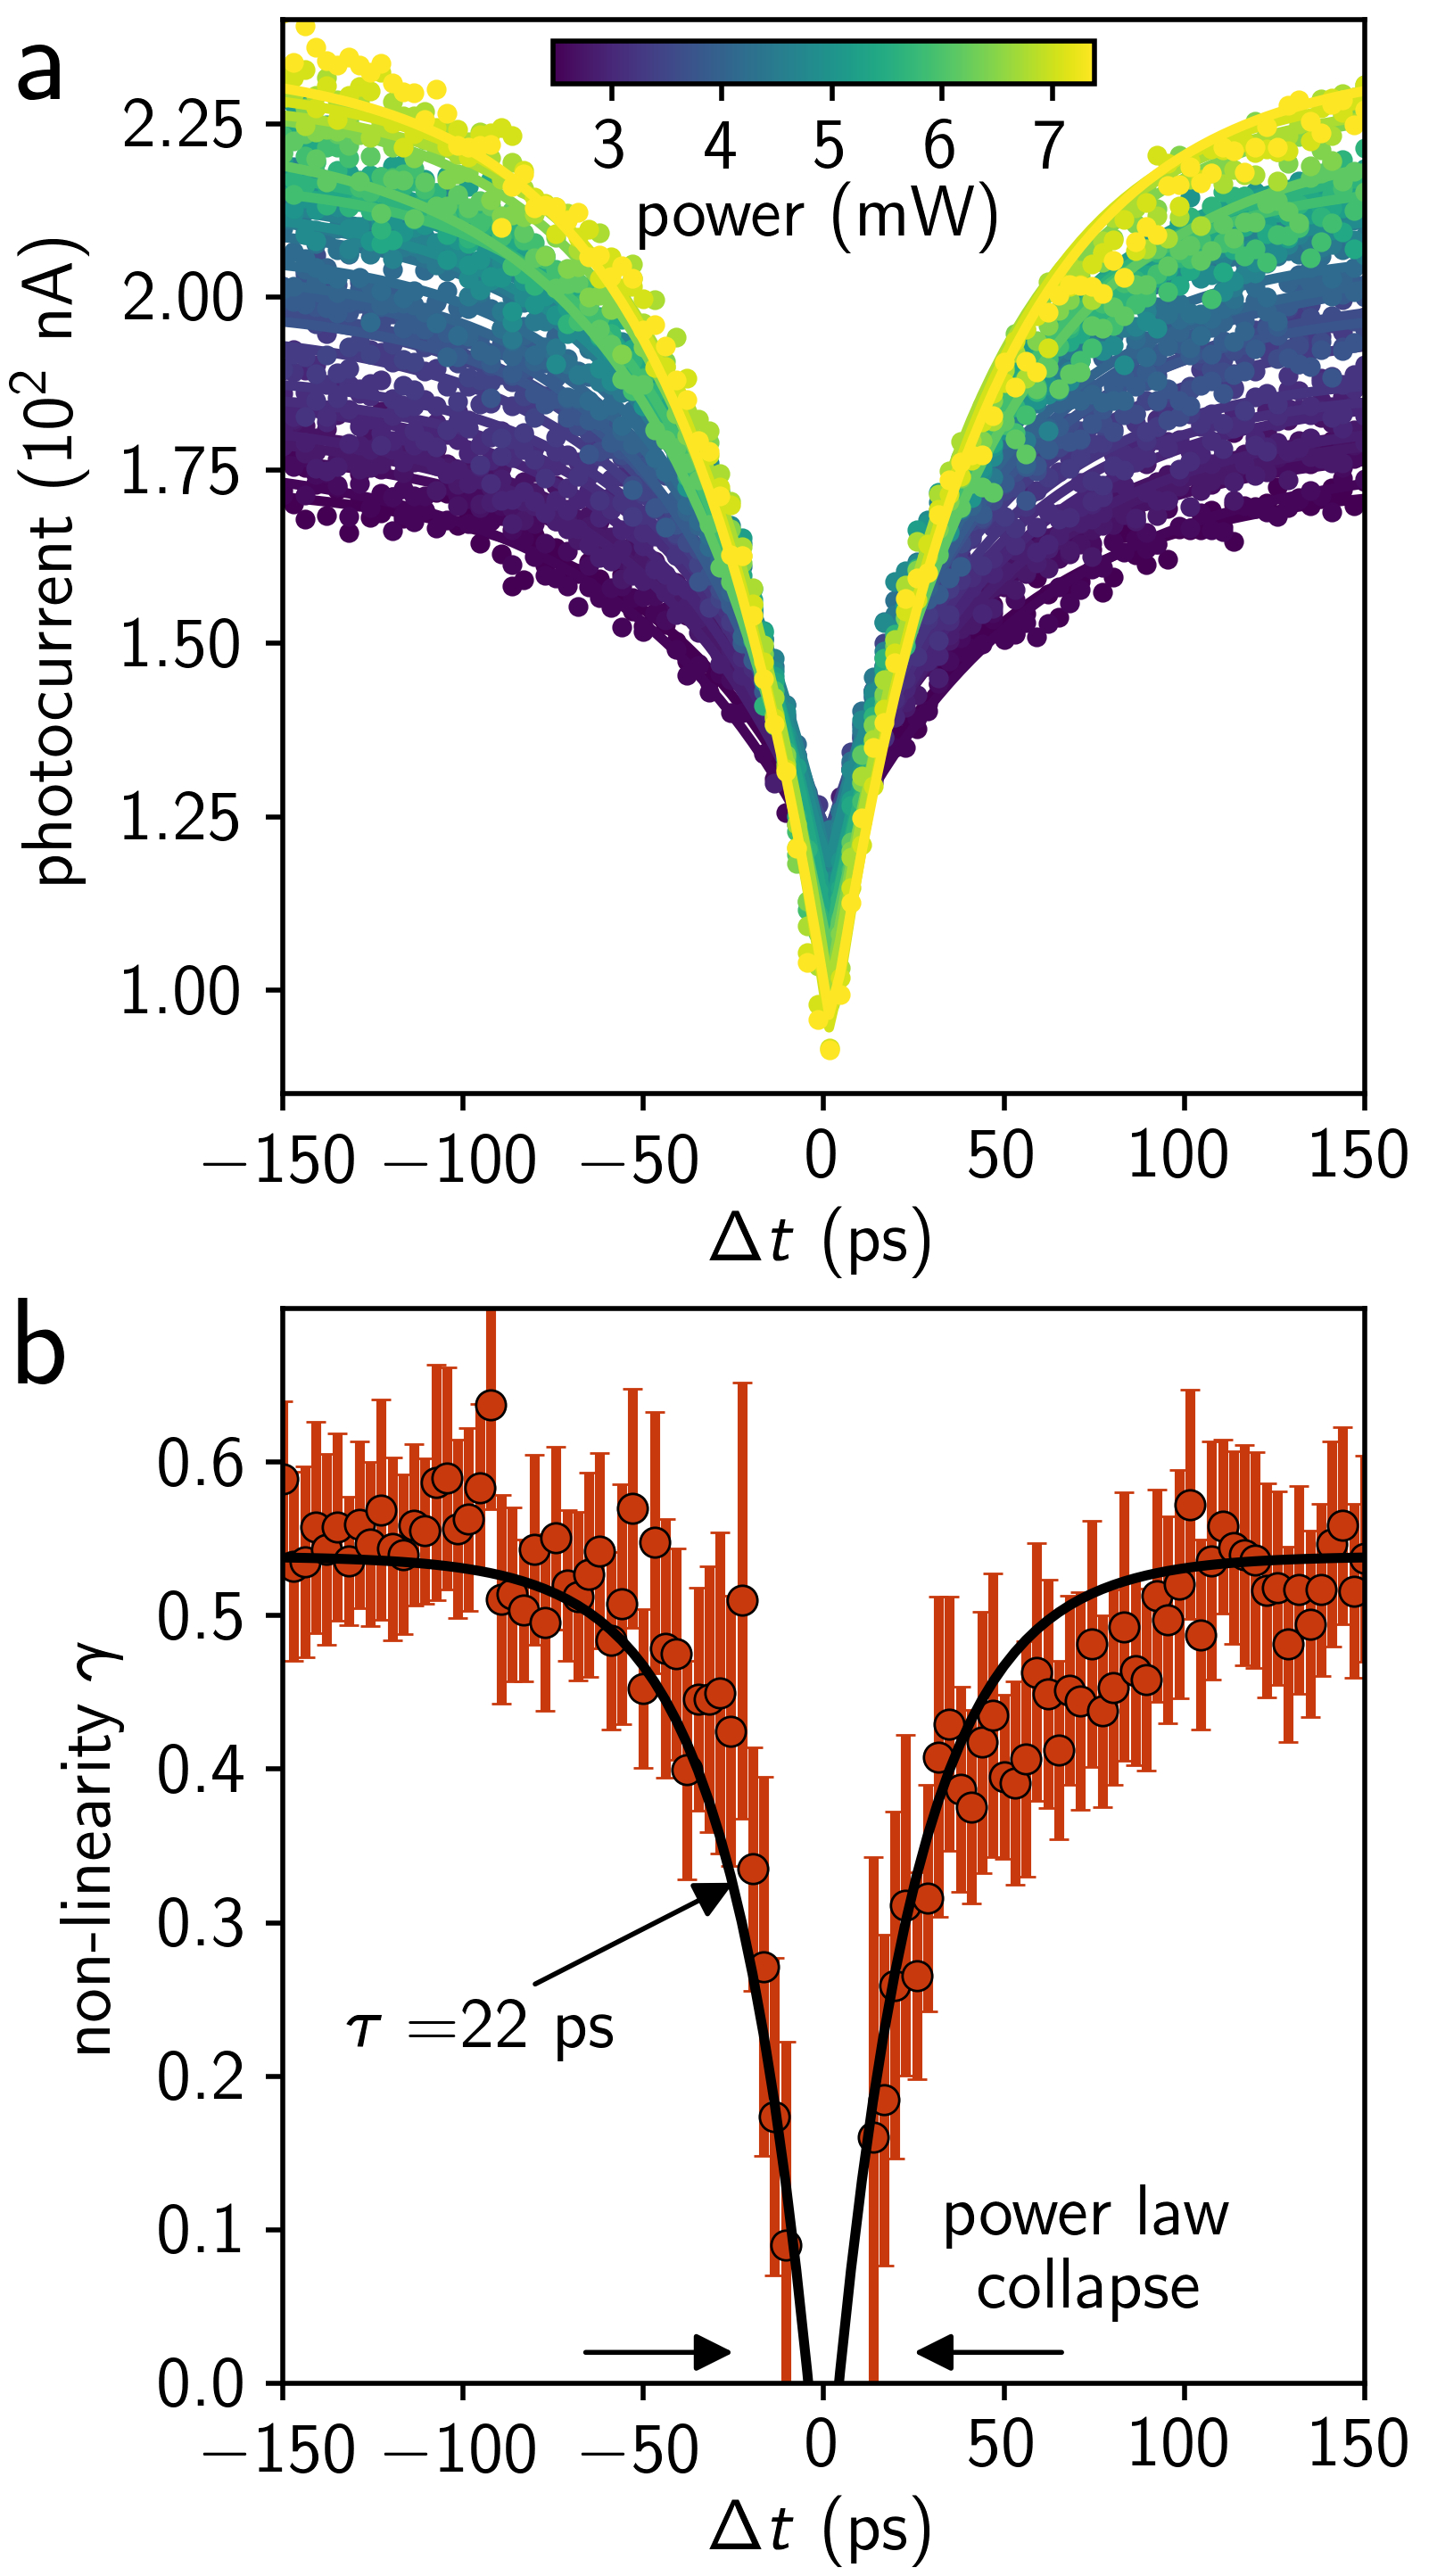 a
3 4 5 6 7
power (mW)
2.25
2.00
1.75
1.50
1.25
1.00
photocurrent (10² nA)
−150 −100 −50 0 50 100 150
Δt (ps)
b
0.6
0.5
0.4
0.3
0.2
0.1
0.0
non-linearity γ
τ =22 ps
power law
collapse
−150 −100 −50 0 50 100 150
Δt (ps)